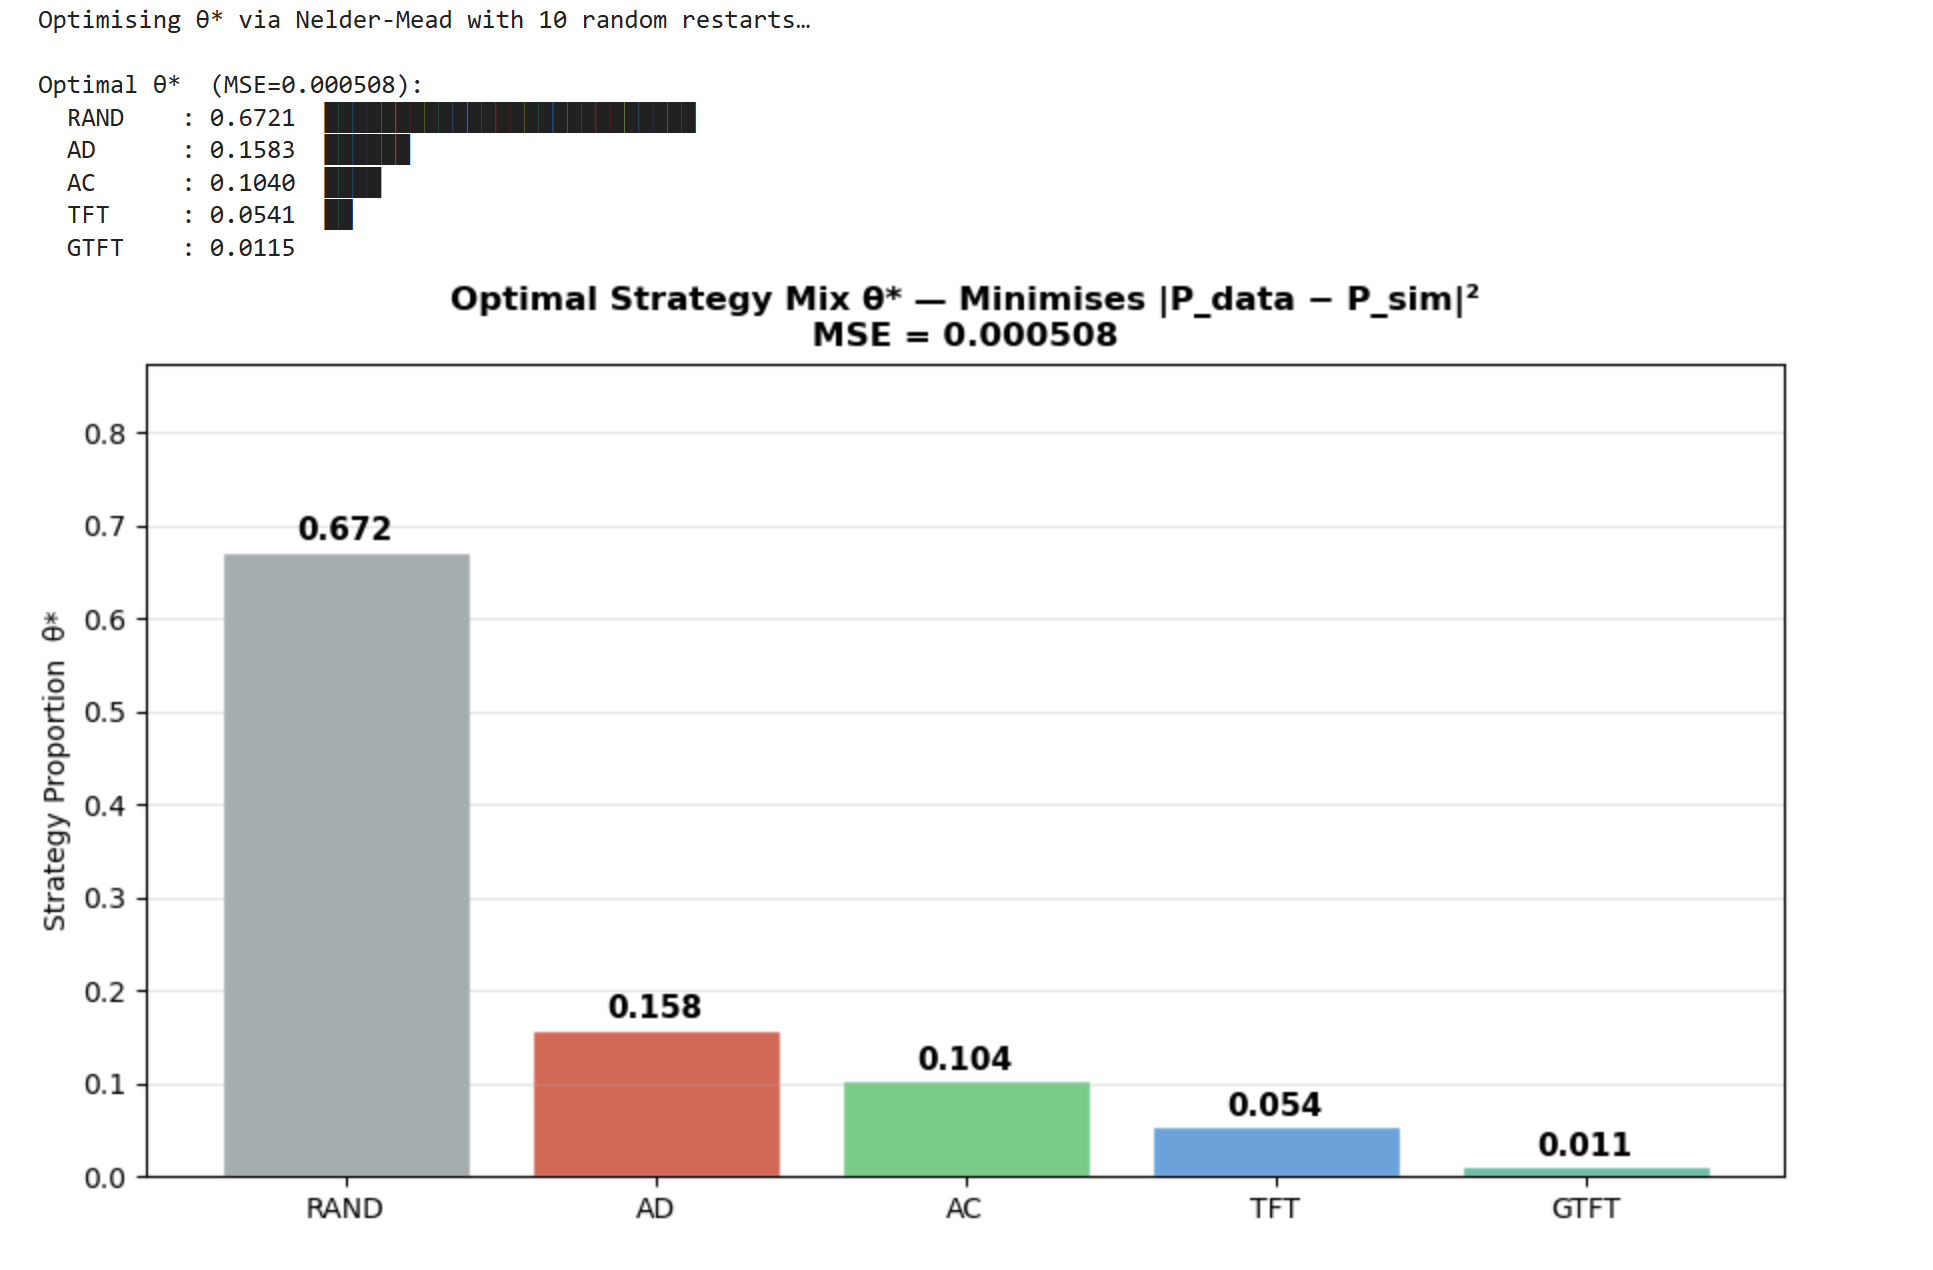 Optimising θ* via Nelder-Mead with 10 random restarts…
Optimal θ*  (MSE=0.000508):
RAND    : 0.6721
AD      : 0.1583
AC      : 0.1040
TFT     : 0.0541
GTFT    : 0.0115
Optimal Strategy Mix θ* — Minimises |P_data − P_sim|²
MSE = 0.000508
Strategy Proportion θ*
0.8
0.7
0.6
0.5
0.4
0.3
0.2
0.1
0.0
0.672
0.158
0.104
0.054
0.011
RAND
AD
AC
TFT
GTFT